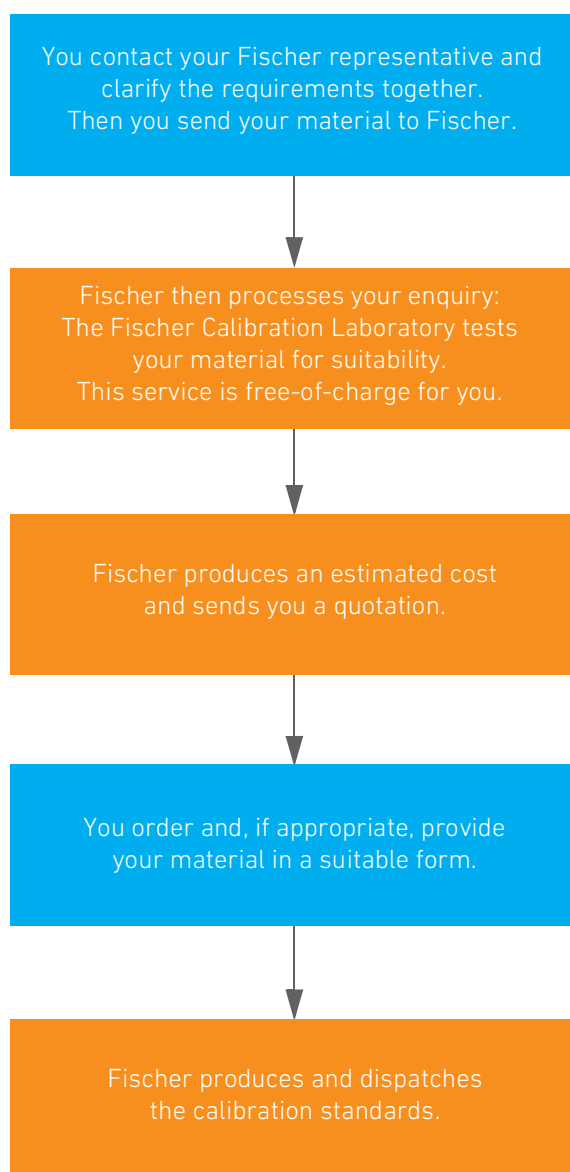 You contact your Fischer representative and
clarify the requirements together.
Then you send your material to Fischer.
Fischer then processes your enquiry:
The Fischer Calibration Laboratory tests
your material for suitability.
This service is free-of-charge for you.
Fischer produces an estimated cost
and sends you a quotation.
You order and, if appropriate, provide
your material in a suitable form.
Fischer produces and dispatches
the calibration standards.